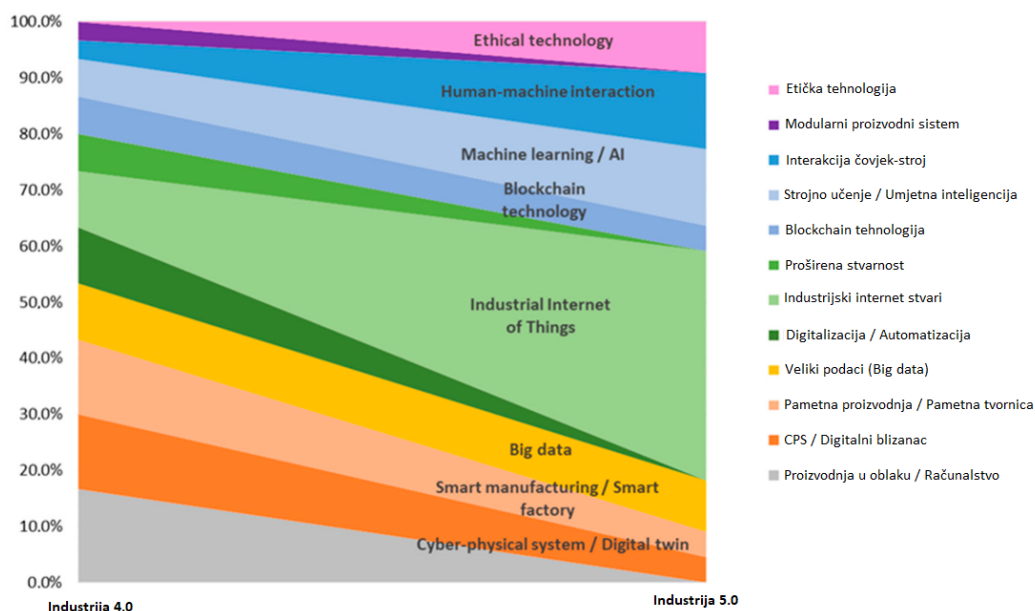 100.0%
90.0%
80.0%
70.0%
60.0%
50,0%
40.0%
30.0%
20.0%
10.0%
0.0%
Ethical technology
Human-machine interaction
Machine learning / AI
Blockchain
technology
Industrial Internet
of Things
Big data
Smart manufacturing / Smart
factory
Cyber-physical system / Digital twin
Industrija 4.0
Industrija 5.0
Etička tehnologija
Modularni proizvodni sistem
Interakcija čovjek-stroj
Strojno učenje / Umjetna inteligencija
Blockchain tehnologija
Proširena stvarnost
Industrijski internet stvari
Digitalizacija / Automatizacija
Veliki podaci (Big data)
Pametna proizvodnja / Pametna tvornica
CPS / Digitalni blizanac
Proizvodnja u oblaku / Računalstvo